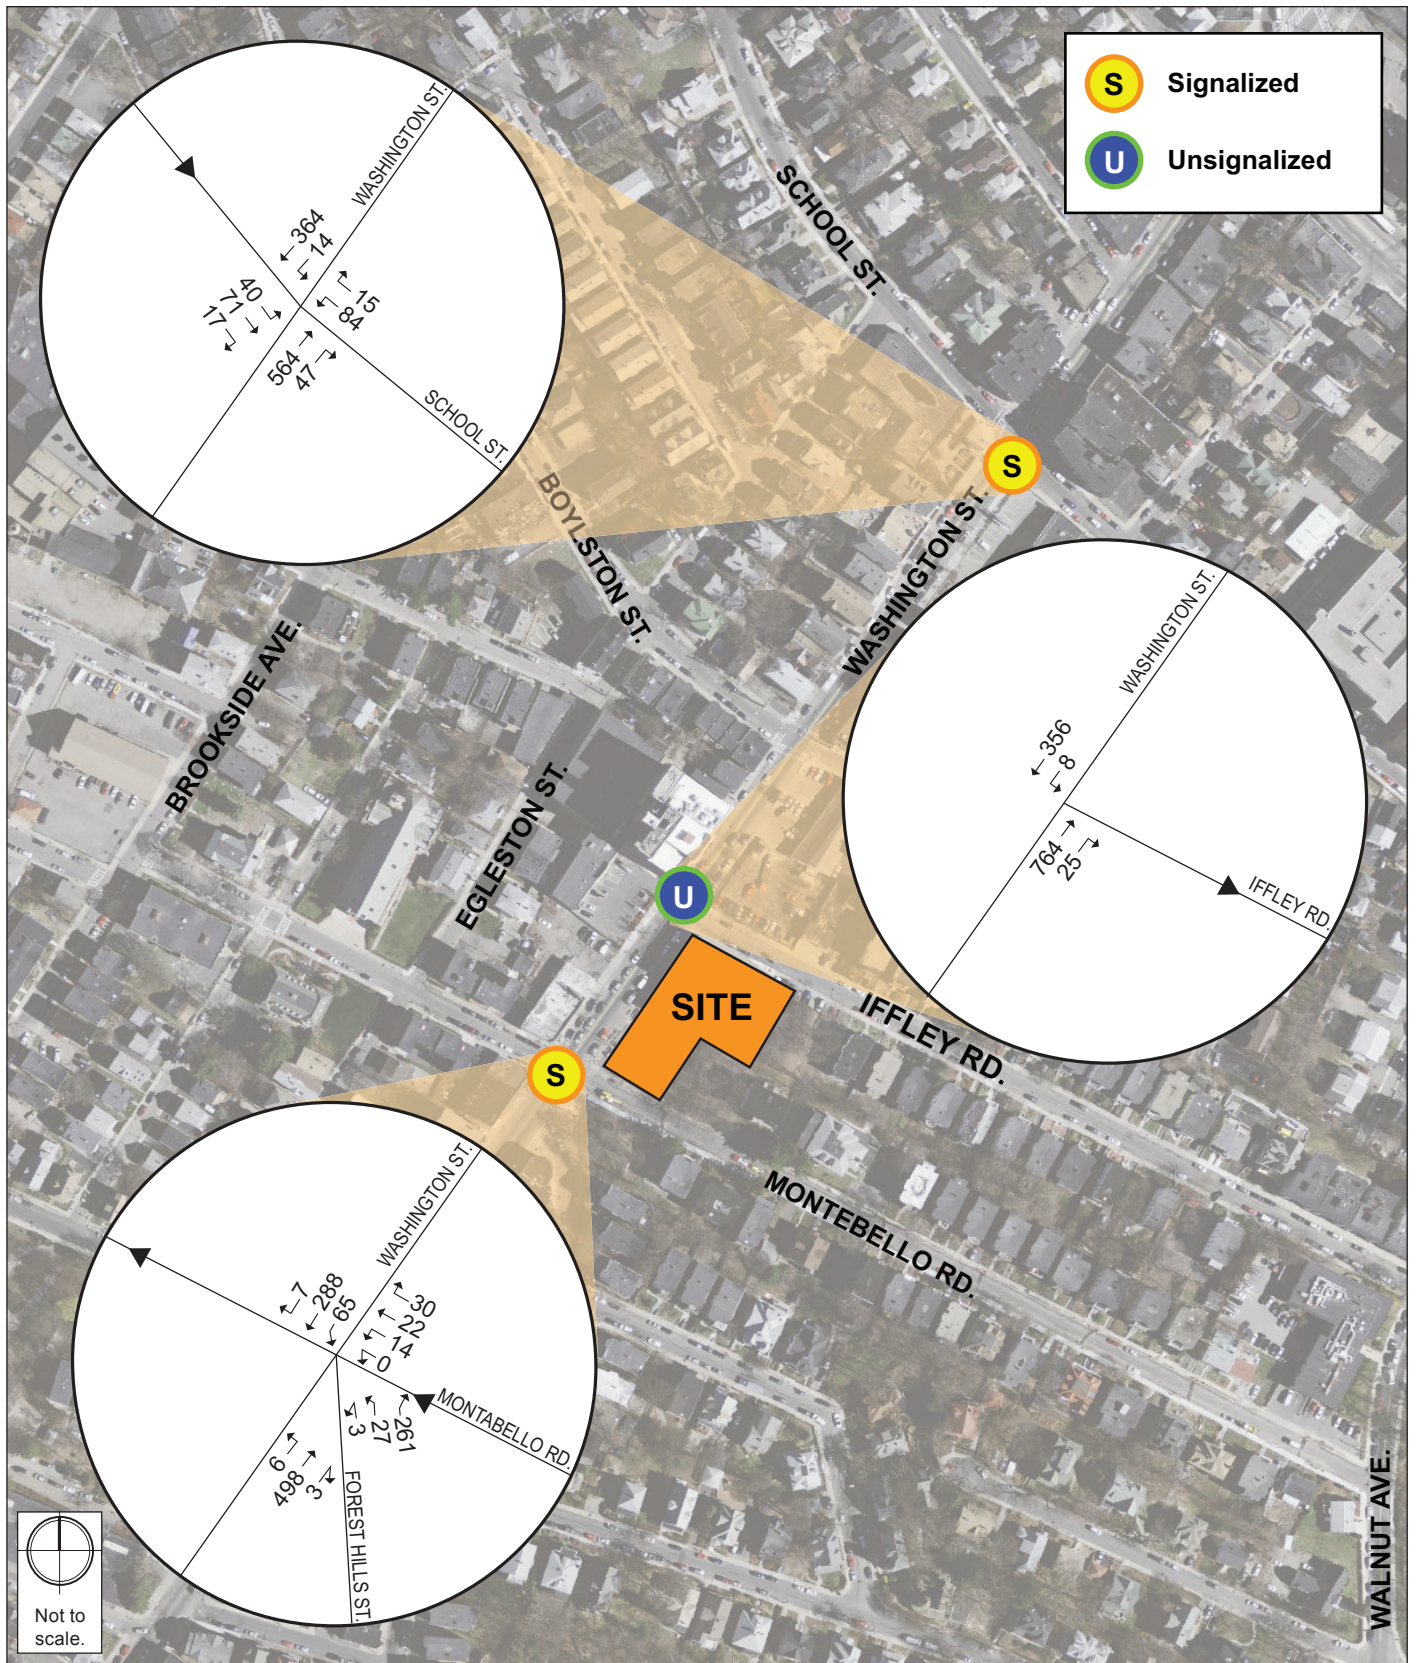 S Signalized
U Unsignalized
WASHINGTON ST.
364
14
40
71
17
15
84
564
47
SCHOOL ST.
SCHOOL ST.
S
BOYLSTON ST.
WASHINGTON ST.
BROOKSIDE AVE.
EGLESTON ST.
WASHINGTON ST.
356
8
764
25
IFFLEY RD.
U
SITE
IFFLEY RD.
S
MONTEBELLO RD.
WASHINGTON ST.
7
288
65
30
22
14
0
MONTABELLO RD.
3
27
261
6
498
3
FOREST HILLS ST.
WALNUT AVE.
Not to
scale.